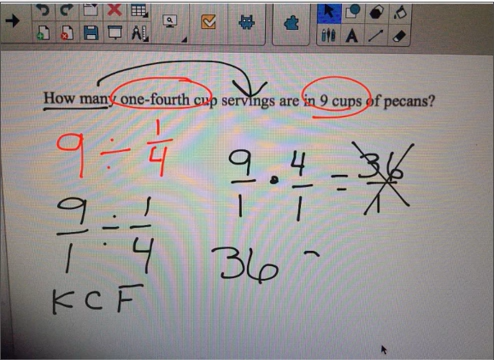 How many one-fourth cup servings are in 9 cups of pecans?
9 ÷ 1/4
9/1 ÷ 1/4
9/1 • 4/1 = 36/1
36
KCF